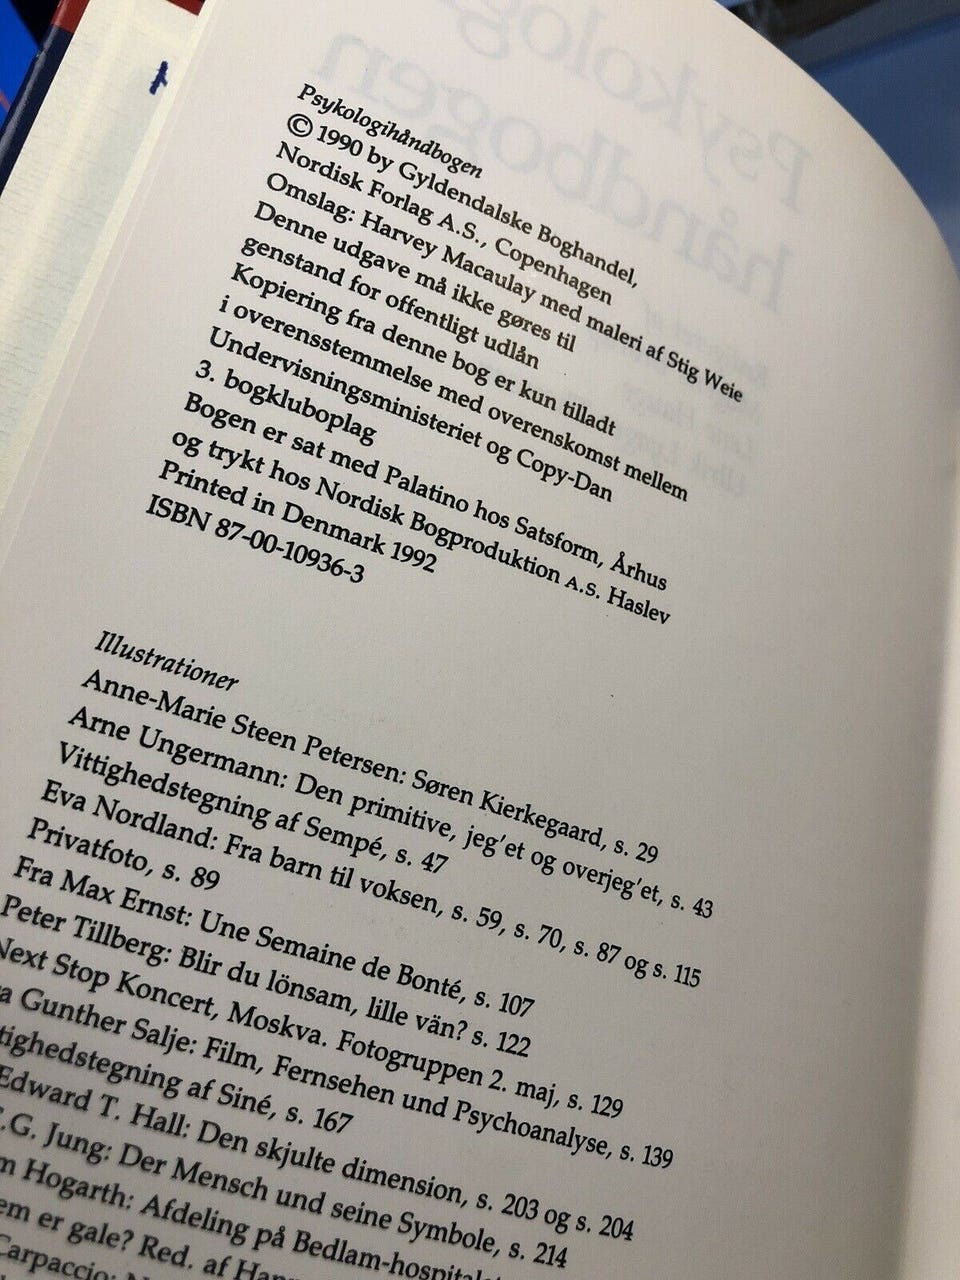 Psykologihåndbogen
© 1990 by Gyldendalske Boghandel,
Nordisk Forlag A.S., Copenhagen
Omslag: Harvey Macaulay med maleri af Stig Weie
Denne udgave må ikke gøres til
genstand for offentligt udlån
Kopiering fra denne bog er kun tilladt
i overensstemmelse med overenskomst mellem
Undervisningsministeriet og Copy-Dan
3. bogkluboplag
Bogen er sat med Palatino hos Satsform, Århus
og trykt hos Nordisk Bogproduktion A.S. Haslev
Printed in Denmark 1992
ISBN 87-00-10936-3
Illustrationer
Anne-Marie Steen Petersen: Søren Kierkegaard, s. 29
Arne Ungermann: Den primitive, jeg'et og overjeg'et, s. 43
Vittighedstegning af Sempé, s. 47
Eva Nordland: Fra barn til voksen, s. 59, s. 70, s. 87 og s. 115
Privatfoto, s. 89
Fra Max Ernst: Une Semaine de Bonté, s. 107
Peter Tillberg: Blir du lönsam, lille vän? s. 122
Next Stop Koncert, Moskva. Fotogruppen 2. maj, s. 129
a Gunther Salje: Film, Fernsehen und Psychoanalyse, s. 139
tighedstegning af Siné, s. 167
Edward T. Hall: Den skjulte dimension, s. 203 og s. 204
.G. Jung: Der Mensch und seine Symbole, s. 214
m Hogarth: Afdeling på Bedlam-hospitalet
em er gale? Red. af Han
Carpaccio: